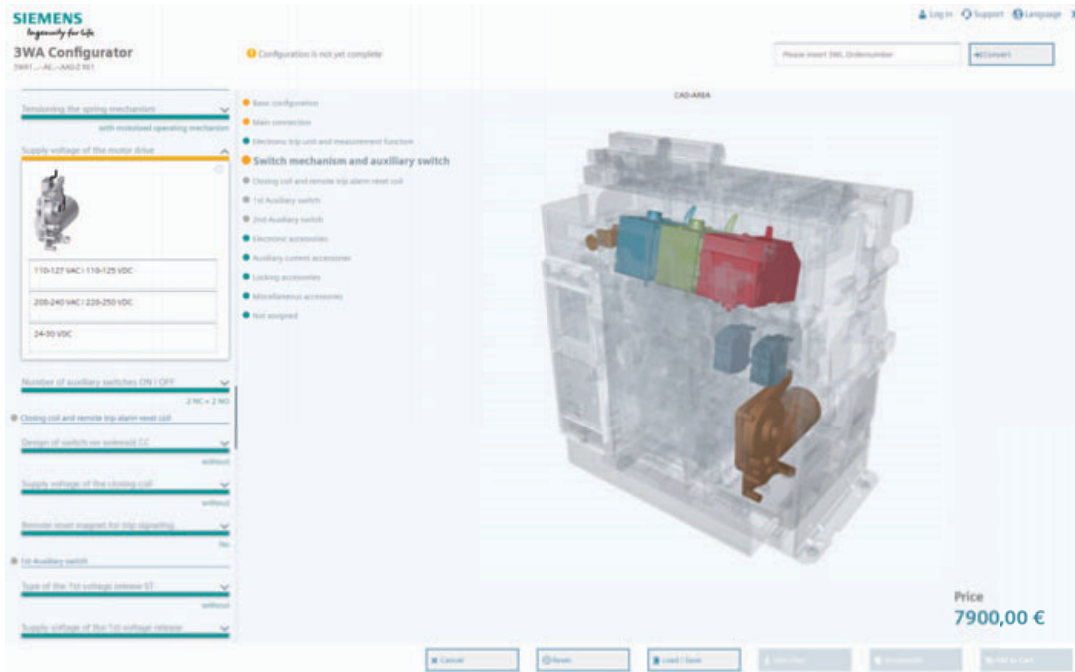 SIEMENS
Ingenuity for life
3WA Configurator
Configuration is not yet complete
Log in Support Language
Please insert 3WL Ordernumber
Convert
Tensioning the spring mechanism
with motorized operating mechanism
Supply voltage of the motor drive
110-127 VAC / 110-125 VDC
200-240 VAC / 220-250 VDC
24-30 VDC
Number of auxiliary switches ON / OFF
2 NC + 2 NO
Closing coil and remote trip alarm reset coil
Design of switch-on solenoid CC
without
Supply voltage of the closing coil
without
Remote reset magnet for trip signalling
No
1st Auxiliary switch
Type of the 1st voltage release ST
without
Supply voltage of the 1st voltage release
Basic configuration
Main connection
Electronic trip unit and measurement function
Switch mechanism and auxiliary switch
Closing coil and remote trip alarm reset coil
1st Auxiliary switch
2nd Auxiliary switch
Electronic accessories
Auxiliary current accessories
Locking accessories
Miscellaneous accessories
Not assigned
CAD-AREA
Price
7900,00 €
Cancel
Reset
Load / Save
Add to Cart